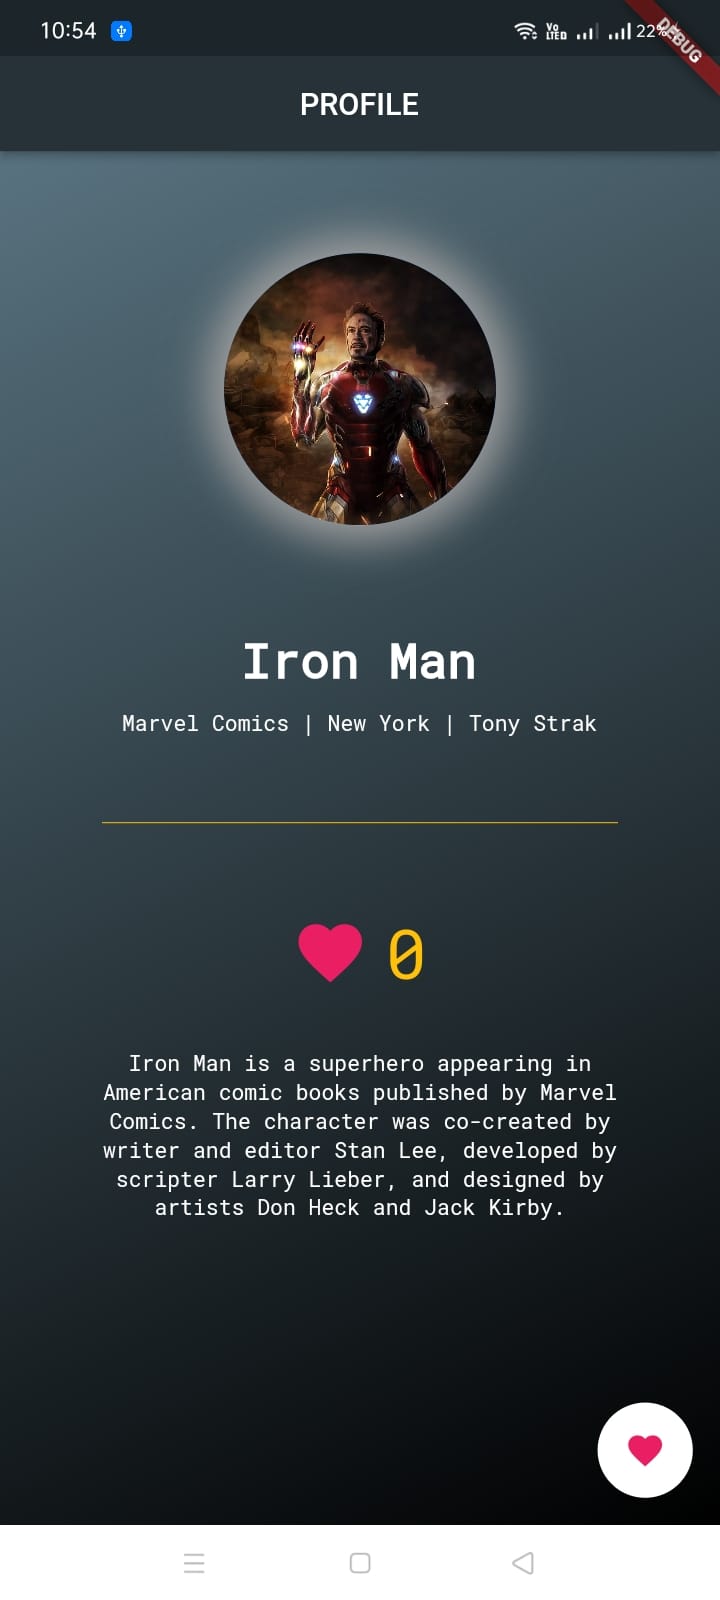 10:54
Vo LTE D 22%
DEBUG
PROFILE
Iron Man
Marvel Comics | New York | Tony Strak
0
Iron Man is a superhero appearing in
American comic books published by Marvel
Comics. The character was co-created by
writer and editor Stan Lee, developed by
scripter Larry Lieber, and designed by
artists Don Heck and Jack Kirby.